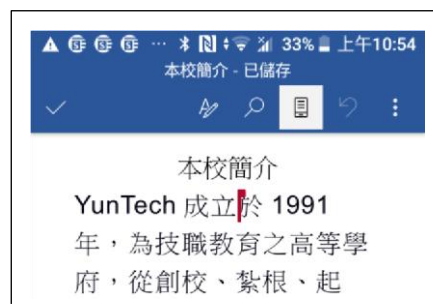 33% 上午10:54
本校簡介 - 已儲存
本校簡介
YunTech 成立於 1991
年，為技職教育之高等學
府，從創校、紮根、起